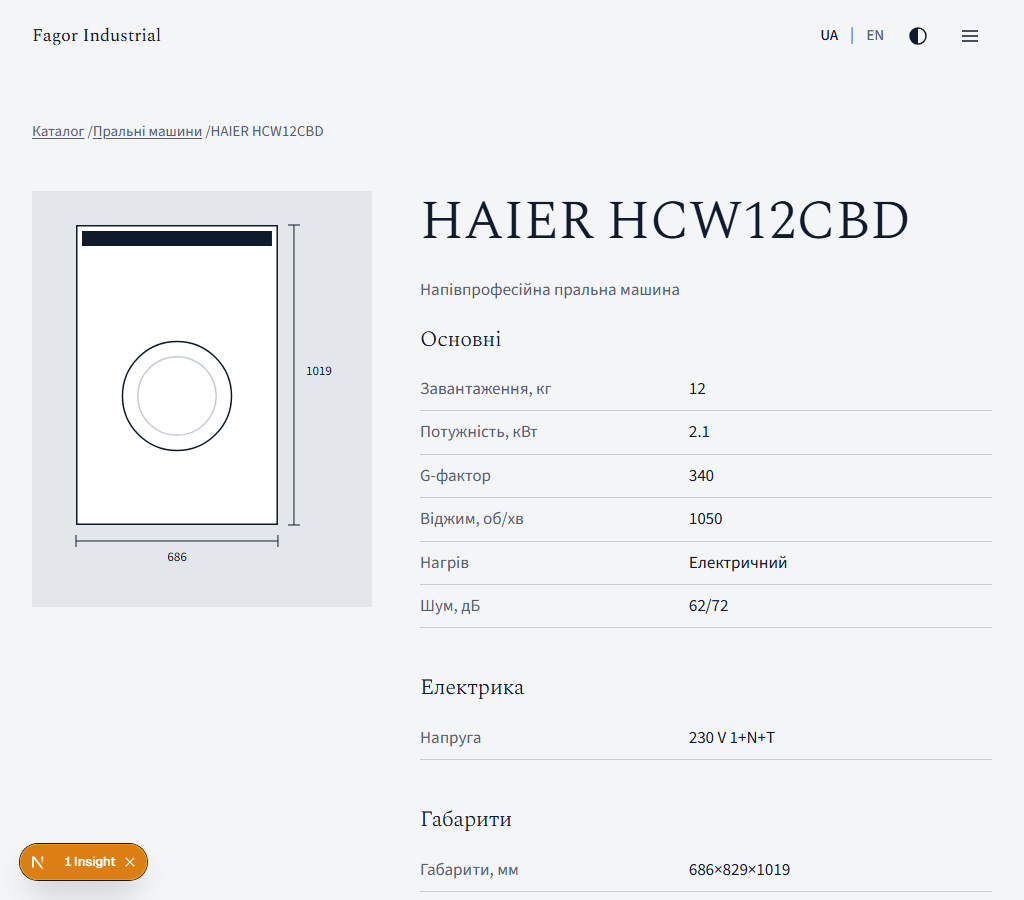 Fagor Industrial
UA | EN
Каталог /Пральні машини /HAIER HCW12CBD
1019
686
HAIER HCW12CBD
Напівпрофесійна пральна машина
Основні
Завантаження, кг 12
Потужність, кВт 2.1
G-фактор 340
Віджим, об/хв 1050
Нагрів Електричний
Шум, дБ 62/72
Електрика
Напруга 230 V 1+N+T
Габарити
Габарити, мм 686×829×1019
N 1 Insight ×